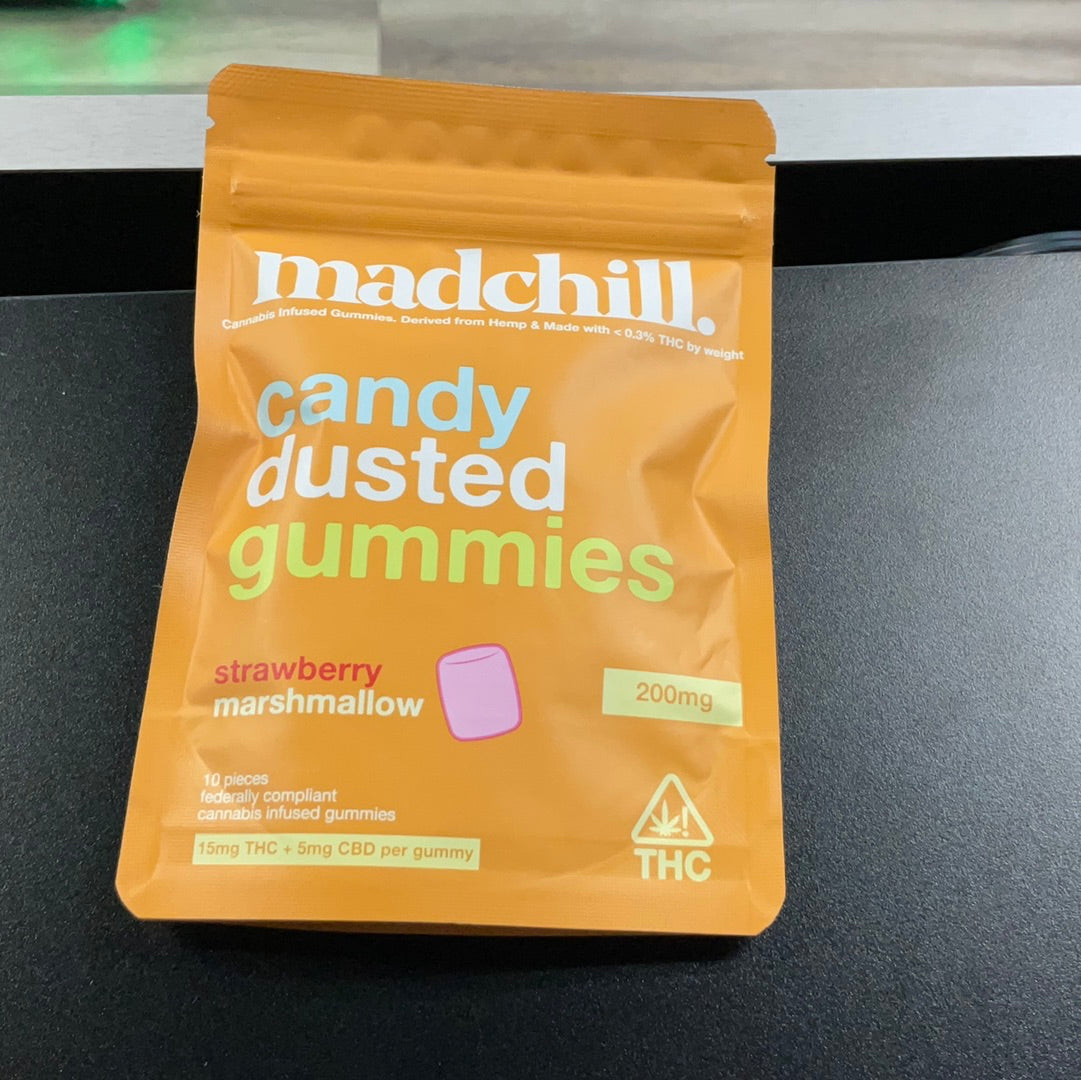 madchill.
Cannabis Infused Gummies. Derived from Hemp & Made with < 0.3% THC by weight
candy
dusted
gummies
strawberry
marshmallow
200mg
10 pieces
federally compliant
cannabis infused gummies
15mg THC + 5mg CBD per gummy
!
THC